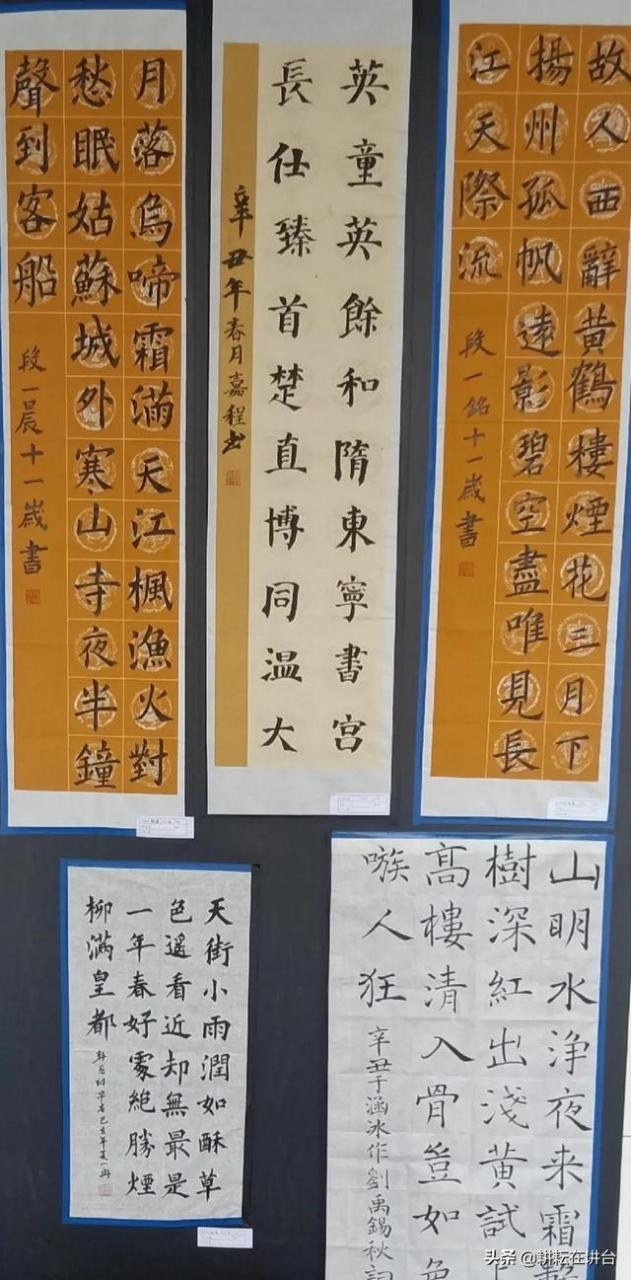 月落烏啼霜滿天江楓漁火對
愁眠姑蘇城外寒山寺夜半鐘
聲到客船
段一晨十一歲書
英童英餘和隋東寧書宮
長仕臻首楚直博同温大
辛丑年春月嘉程书
故人西辭黃鶴樓煙花三月下
揚州孤帆遠影碧空盡唯見長
江天際流
段一銘十一歲書
天街小雨潤如酥草
色遥看近却無最是
一年春好處絕勝煙
柳滿皇都
山明水浄夜来霜
樹深紅出淺黄試
高樓清入骨豈如
嗾人狂
辛丑于涵冰作劉禹錫秋詞
头条 @耕耘在讲台